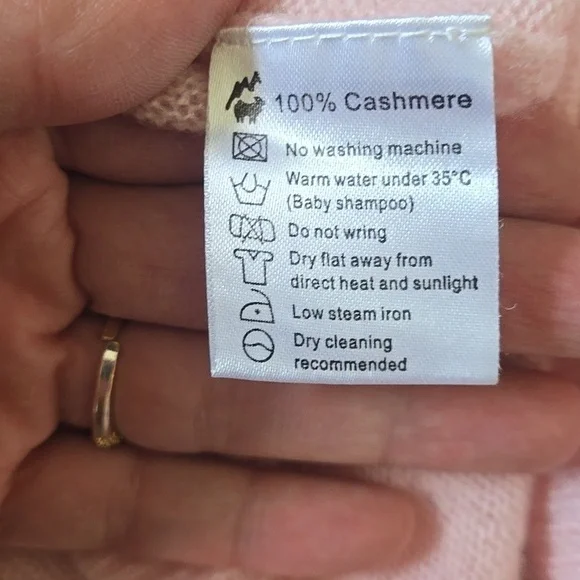 100% Cashmere
No washing machine
Warm water under 35°C
(Baby shampoo)
Do not wring
Dry flat away from
direct heat and sunlight
Low steam iron
Dry cleaning
recommended